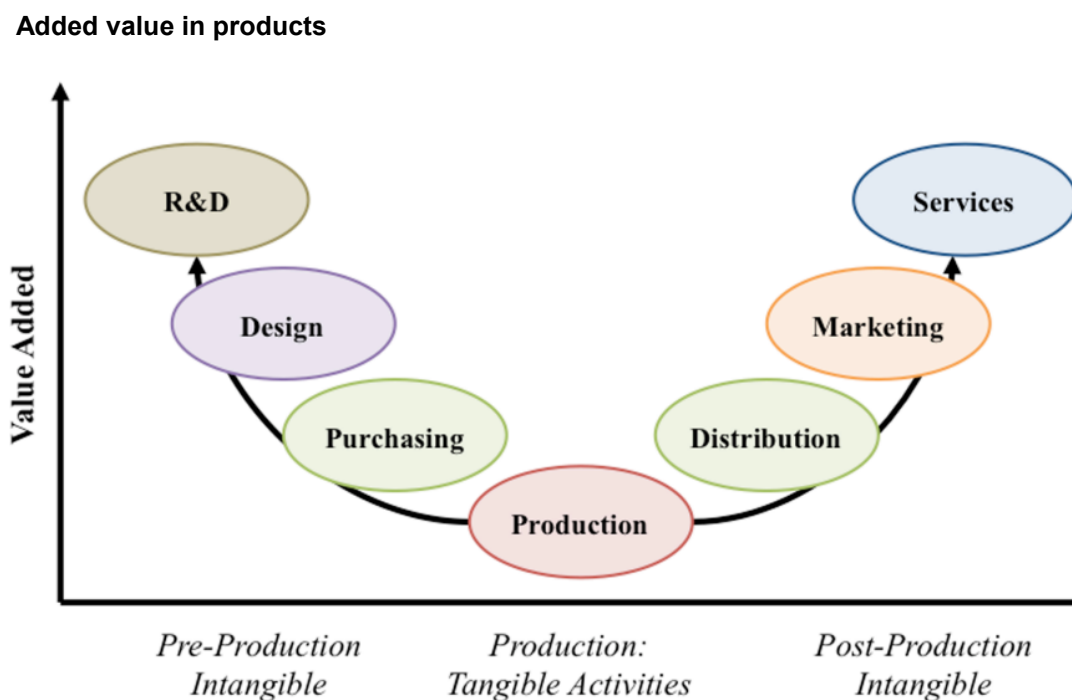 Added value in products
R&D
Services
Design
Marketing
Purchasing
Distribution
Production
Value Added
Pre-Production
Intangible
Production:
Tangible Activities
Post-Production
Intangible